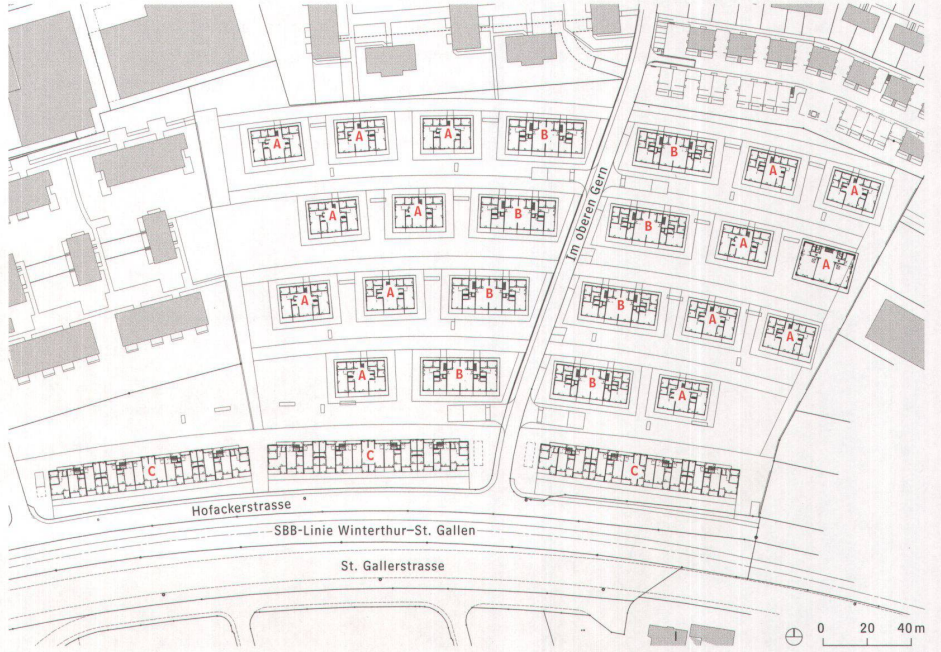 A A A B B A A
A A B B A A
A A B B A A
A B B A
Im oberen Gern
C C C
Hofackerstrasse
SBB-Linie Winterthur–St. Gallen
St. Gallerstrasse
0 20 40 m